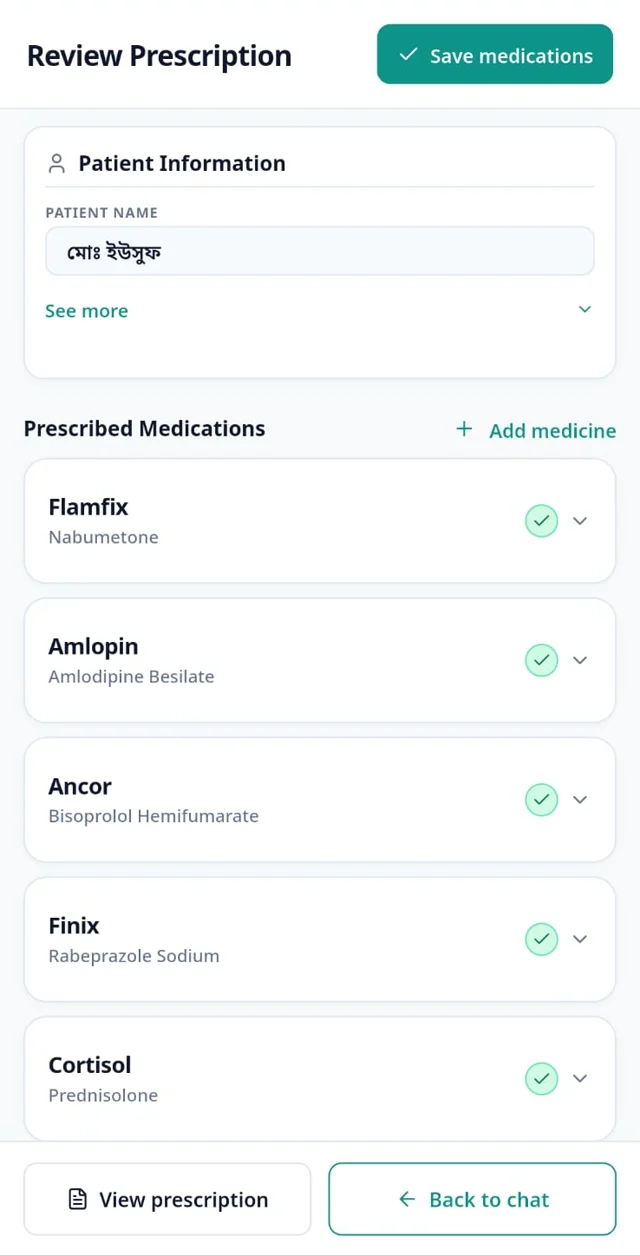 Review Prescription
Save medications
Patient Information
PATIENT NAME
মোঃ ইউসুফ
See more
Prescribed Medications
+ Add medicine
Flamfix
Nabumetone
Amlopin
Amlodipine Besilate
Ancor
Bisoprolol Hemifumarate
Finix
Rabeprazole Sodium
Cortisol
Prednisolone
View prescription
Back to chat